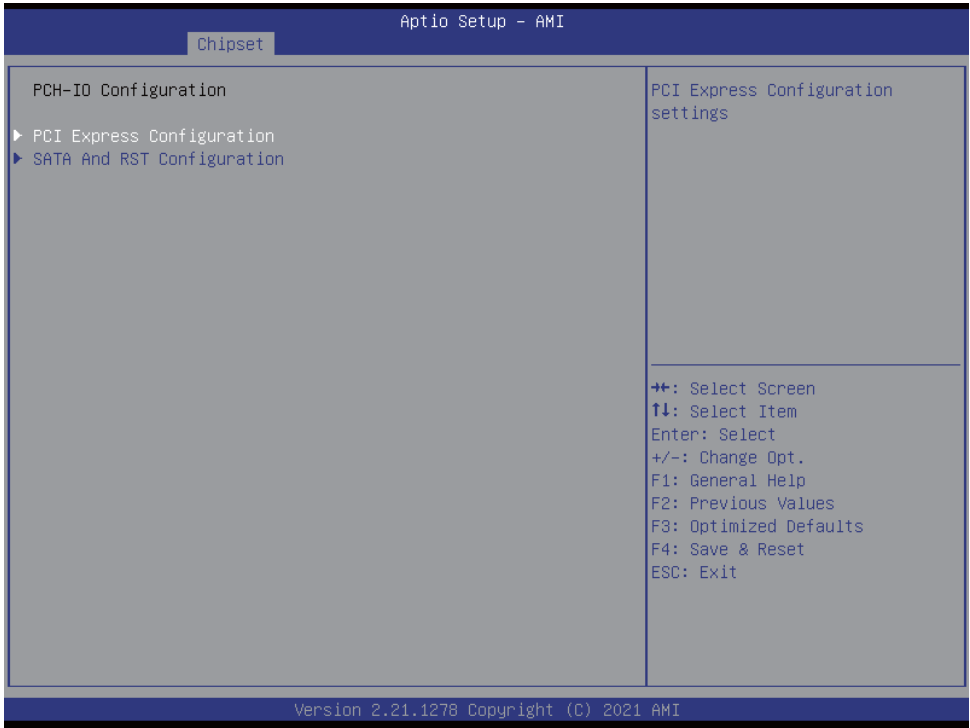 Aptio Setup – AMI
Chipset
PCH-IO Configuration
PCI Express Configuration
SATA And RST Configuration
PCI Express Configuration
settings
→←: Select Screen
↑↓: Select Item
Enter: Select
+/-: Change Opt.
F1: General Help
F2: Previous Values
F3: Optimized Defaults
F4: Save & Reset
ESC: Exit
Version 2.21.1278 Copyright (C) 2021 AMI